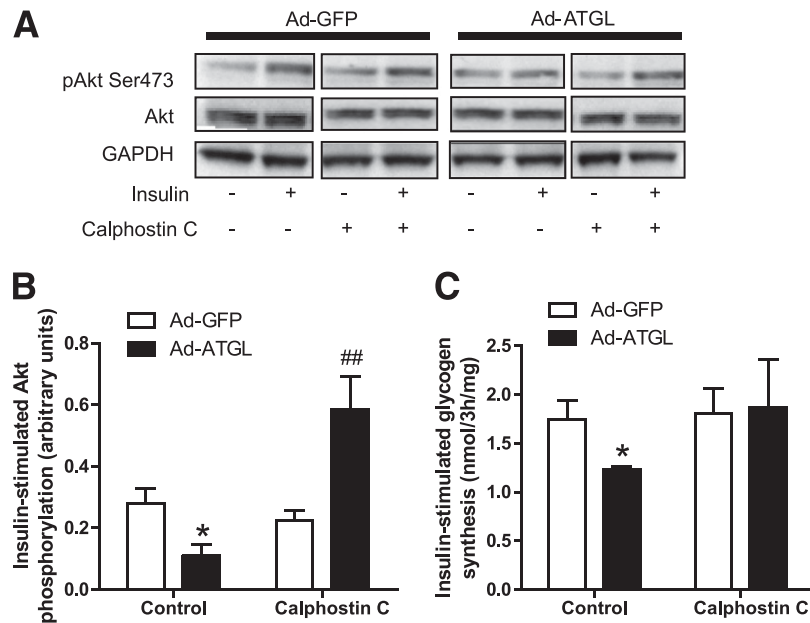 A
Ad-GFP
Ad-ATGL
pAkt Ser473
Akt
GAPDH
Insulin - + - + - + - +
Calphostin C - - + + - - + +
B
Insulin-stimulated Akt
phosphorylation (arbitrary units)
Ad-GFP
Ad-ATGL
0.8
0.6
0.4
0.2
0.0
*
##
Control
Calphostin C
C
Insulin-stimulated glycogen
synthesis (nmol/3h/mg)
Ad-GFP
Ad-ATGL
2.5
2.0
1.5
1.0
0.5
0.0
*
Control
Calphostin C